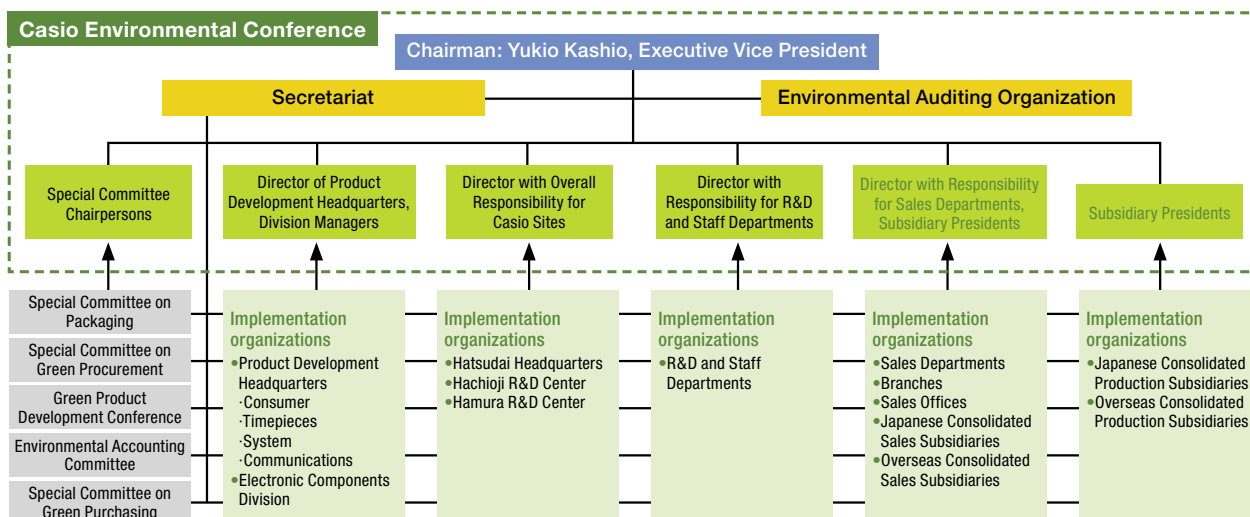 Casio Environmental Conference
Chairman: Yukio Kashio, Executive Vice President
Secretariat
Environmental Auditing Organization
Special Committee
Chairpersons
Director of Product
Development Headquarters,
Division Managers
Director with Overall
Responsibility for
Casio Sites
Director with
Responsibility for R&D
and Staff Departments
Director with Responsibility
for Sales Departments,
Subsidiary Presidents
Subsidiary Presidents
Special Committee on
Packaging
Special Committee on
Green Procurement
Green Product
Development Conference
Environmental Accounting
Committee
Special Committee on
Green Purchasing
Implementation
organizations
●Product Development
Headquarters
·Consumer
·Timepieces
·System
·Communications
●Electronic Components
Division
Implementation
organizations
●Hatsudai Headquarters
●Hachioji R&D Center
●Hamura R&D Center
Implementation
organizations
●R&D and Staff
Departments
Implementation
organizations
●Sales Departments
●Branches
●Sales Offices
●Japanese Consolidated
Sales Subsidiaries
●Overseas Consolidated
Sales Subsidiaries
Implementation
organizations
●Japanese Consolidated
Production Subsidiaries
●Overseas Consolidated
Production Subsidiaries